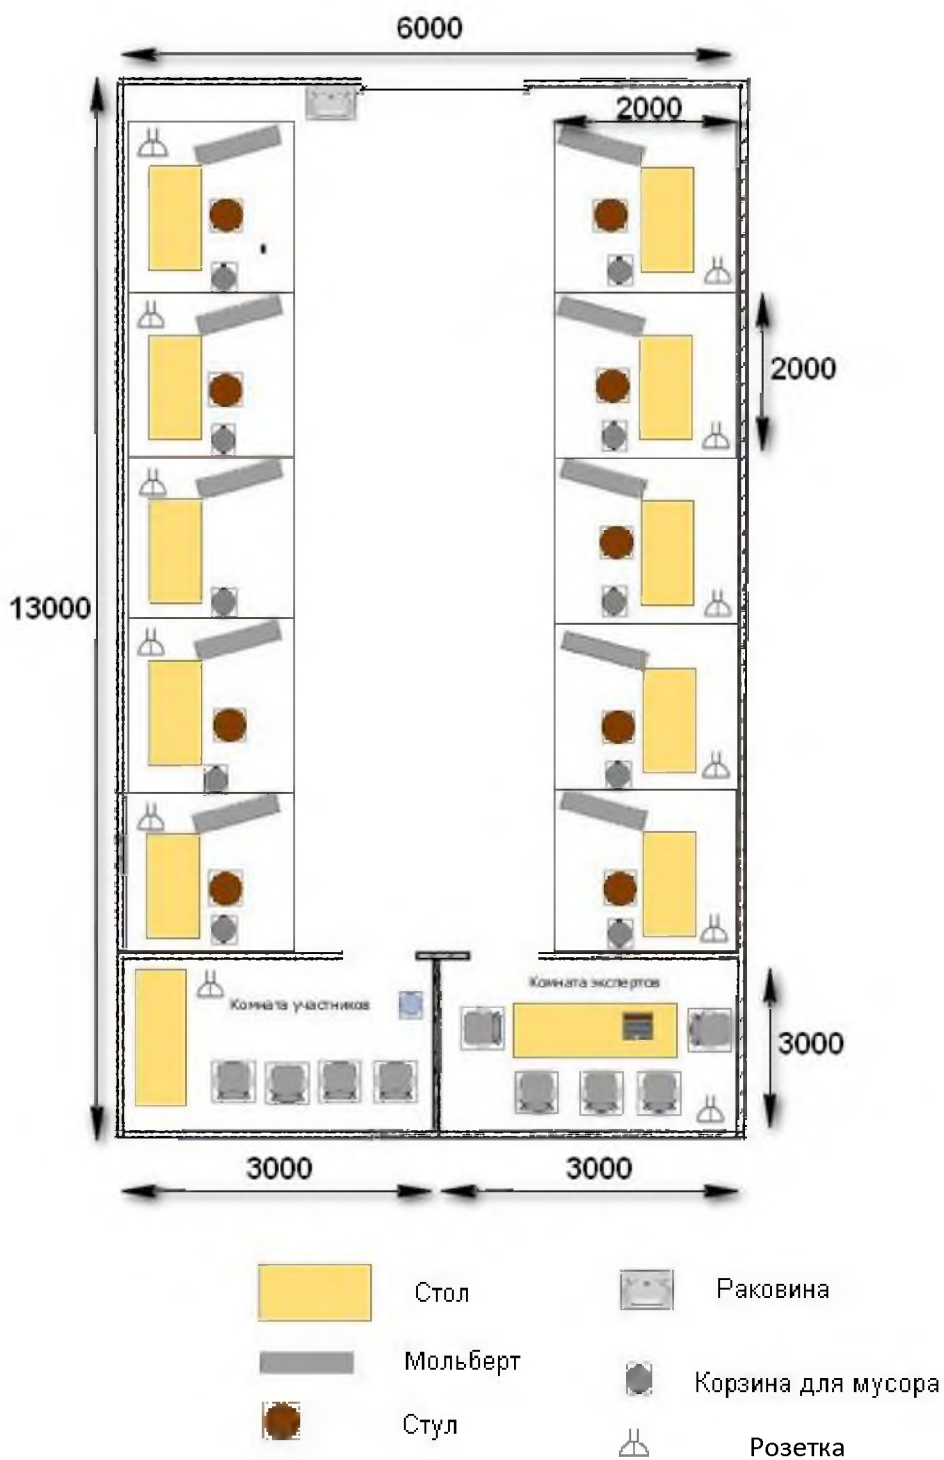 6000
2000
2000
13000
Комната участников
Комната экспертов
3000
3000
3000
Стол
Раковина
Мольберт
Корзина для мусора
Стул
Розетка